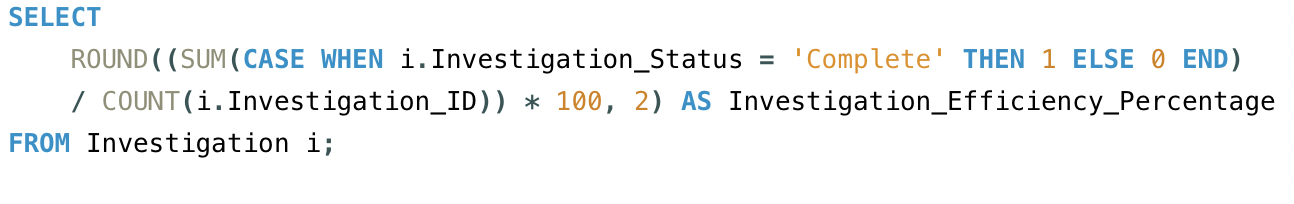 SELECT
    ROUND((SUM(CASE WHEN i.Investigation_Status = 'Complete' THEN 1 ELSE 0 END)
    / COUNT(i.Investigation_ID)) * 100, 2) AS Investigation_Efficiency_Percentage
FROM Investigation i;